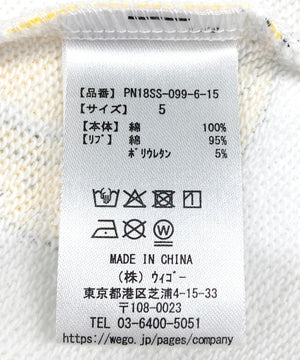 【品番】 PN18SS-099-6-15
【サイズ】 5
【本体】 綿 100%
【リブ】 綿 95%
ポリウレタン 5%
MADE IN CHINA
（株）ウィゴー
東京都港区芝浦4-15-33
〒108-0023
TEL 03-6400-5051
https://wego.jp/pages/company